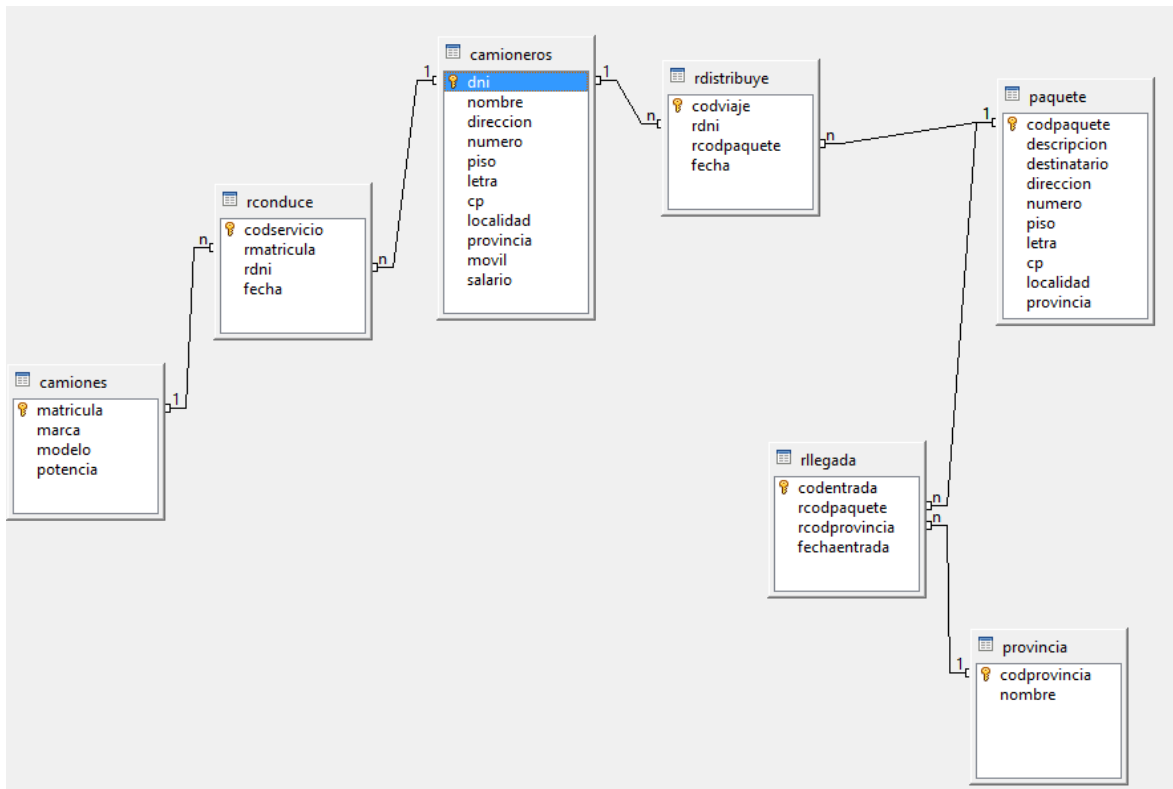 camioneros
dni
nombre
direccion
numero
piso
letra
cp
localidad
provincia
movil
salario
1
1
rdistribuye
codviaje
rdni
rcodpaquete
fecha
n
n
paquete
codpaquete
descripcion
destinatario
direccion
numero
piso
letra
cp
localidad
provincia
1
rconduce
codservicio
rmatricula
rdni
fecha
n
n
camiones
matricula
marca
modelo
potencia
1
rllegada
codentrada
rcodpaquete
rcodprovincia
fechaentrada
n
n
provincia
codprovincia
nombre
1